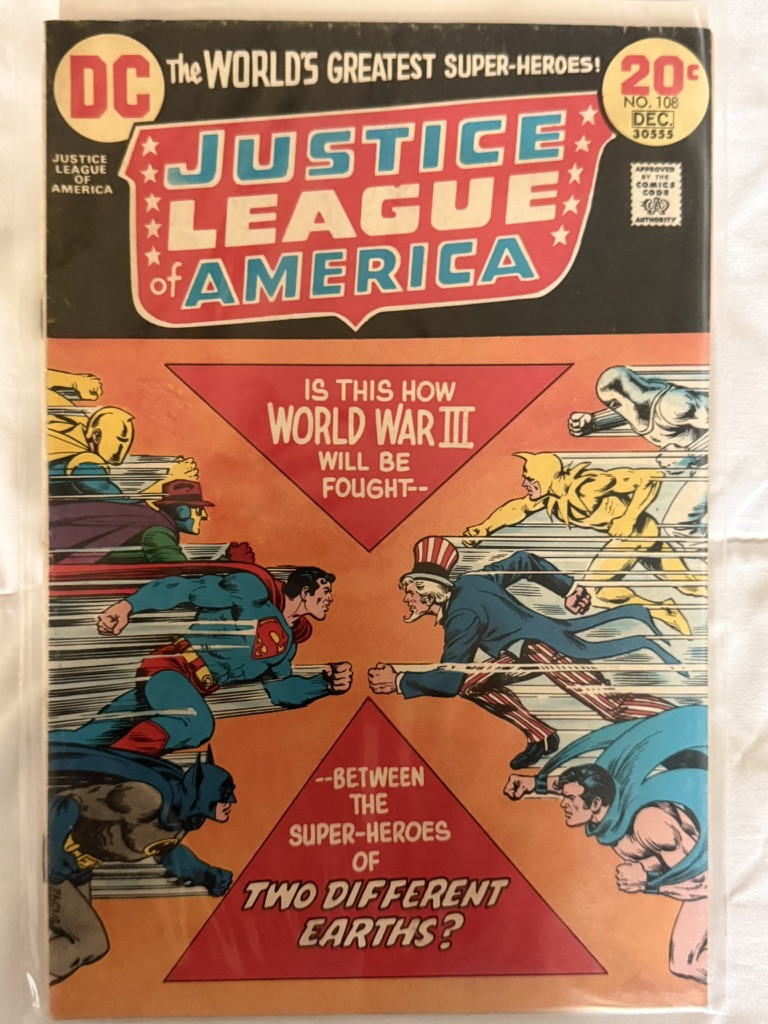 DC
The WORLD'S GREATEST SUPER-HEROES!
20¢
NO. 108
DEC.
30555
JUSTICE
LEAGUE
OF
AMERICA
APPROVED
BY THE
COMICS
CODE
AUTHORITY
JUSTICE
LEAGUE
of AMERICA
IS THIS HOW
WORLD WAR III
WILL BE
FOUGHT--
S
--BETWEEN
THE
SUPER-HEROES
OF
TWO DIFFERENT
EARTHS?